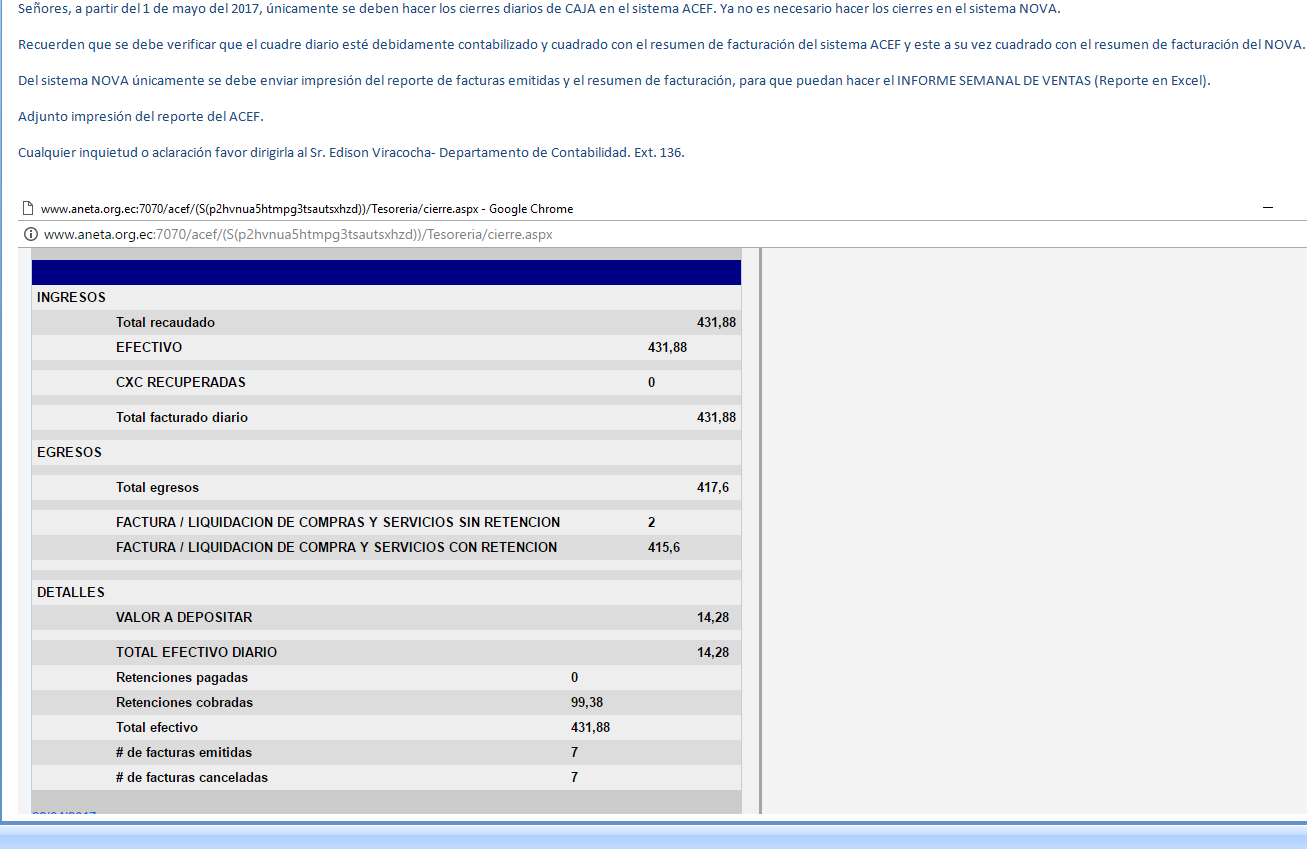 Señores, a partir del 1 de mayo del 2017, únicamente se deben hacer los cierres diarios de CAJA en el sistema ACEF. Ya no es necesario hacer los cierres en el sistema NOVA.
Recuerden que se debe verificar que el cuadre diario esté debidamente contabilizado y cuadrado con el resumen de facturación del sistema ACEF y este a su vez cuadrado con el resumen de facturación del NOVA.
Del sistema NOVA únicamente se debe enviar impresión del reporte de facturas emitidas y el resumen de facturación, para que puedan hacer el INFORME SEMANAL DE VENTAS (Reporte en Excel).
Adjunto impresión del reporte del ACEF.
Cualquier inquietud o aclaración favor dirigirla al Sr. Edison Viracocha- Departamento de Contabilidad. Ext. 136.
www.aneta.org.ec:7070/acef/(S(p2hvnua5htmpg3tsautsxhzd))/Tesoreria/cierre.aspx - Google Chrome
www.aneta.org.ec:7070/acef/(S(p2hvnua5htmpg3tsautsxhzd))/Tesoreria/cierre.aspx
INGRESOS
Total recaudado 431,88
EFECTIVO 431,88
CXC RECUPERADAS 0
Total facturado diario 431,88
EGRESOS
Total egresos 417,6
FACTURA / LIQUIDACION DE COMPRAS Y SERVICIOS SIN RETENCION 2
FACTURA / LIQUIDACION DE COMPRA Y SERVICIOS CON RETENCION 415,6
DETALLES
VALOR A DEPOSITAR 14,28
TOTAL EFECTIVO DIARIO 14,28
Retenciones pagadas 0
Retenciones cobradas 99,38
Total efectivo 431,88
# de facturas emitidas 7
# de facturas canceladas 7